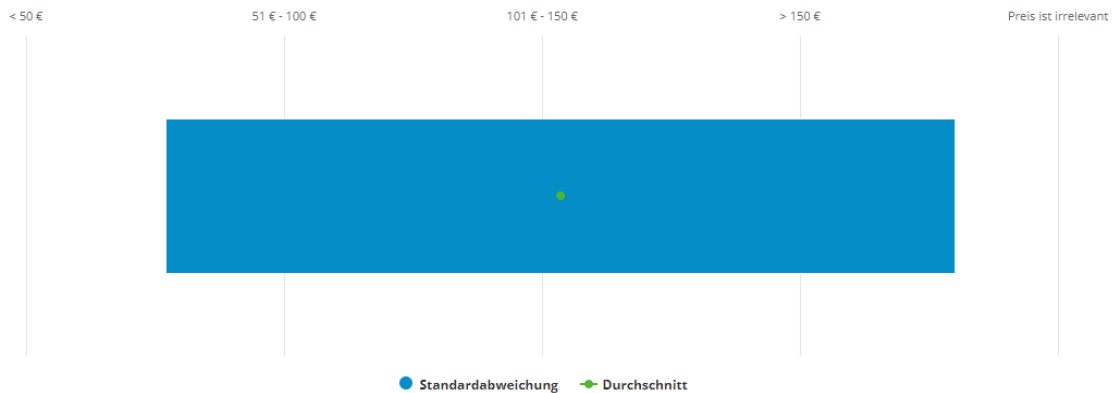 < 50 € 51 € - 100 € 101 € - 150 € > 150 € Preis ist irrelevant
Standardabweichung Durchschnitt